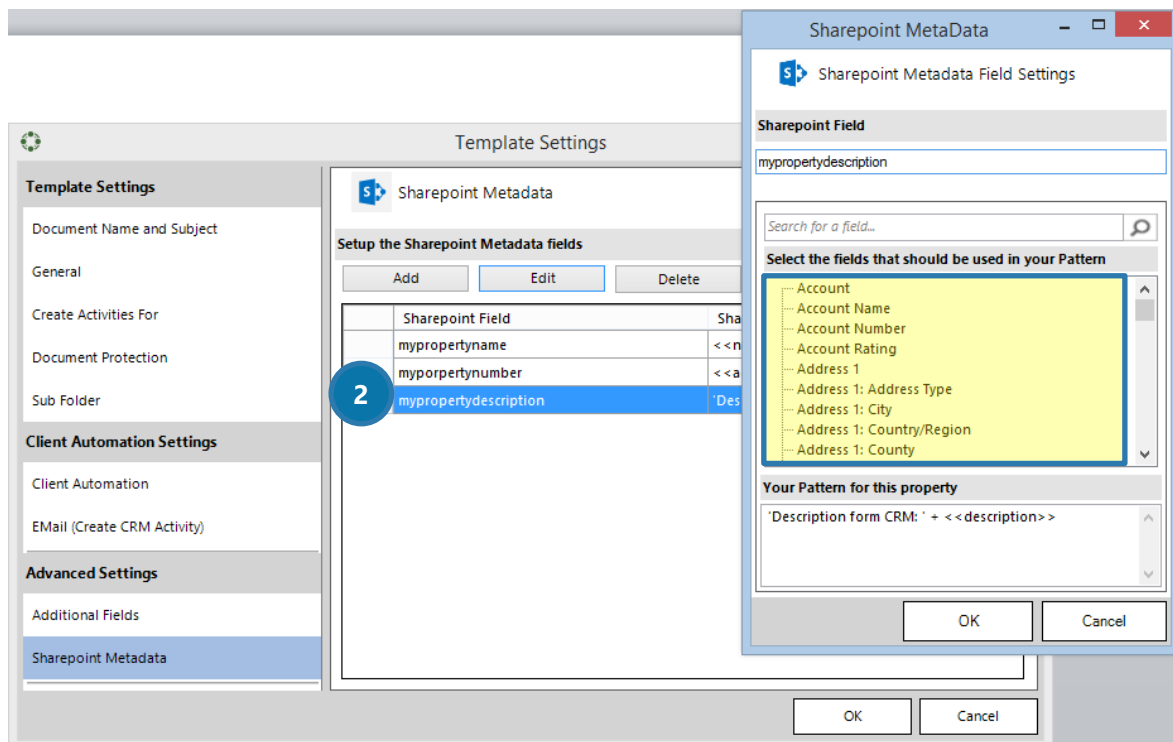 Sharepoint MetaData
Sharepoint Metadata Field Settings
Sharepoint Field
mypropertydescription
Search for a field...
Select the fields that should be used in your Pattern
Account
Account Name
Account Number
Account Rating
Address 1
Address 1: Address Type
Address 1: City
Address 1: Country/Region
Address 1: County
Your Pattern for this property
'Description form CRM: ' + <<description>>
OK Cancel
Template Settings
Template Settings
Document Name and Subject
General
Create Activities For
Document Protection
Sub Folder
Client Automation Settings
Client Automation
EMail (Create CRM Activity)
Advanced Settings
Additional Fields
Sharepoint Metadata
Sharepoint Metadata
Setup the Sharepoint Metadata fields
Add Edit Delete
Sharepoint Field Sha
mypropertyname <<n
myporpertynumber <<a
2 mypropertydescription 'Des
OK Cancel